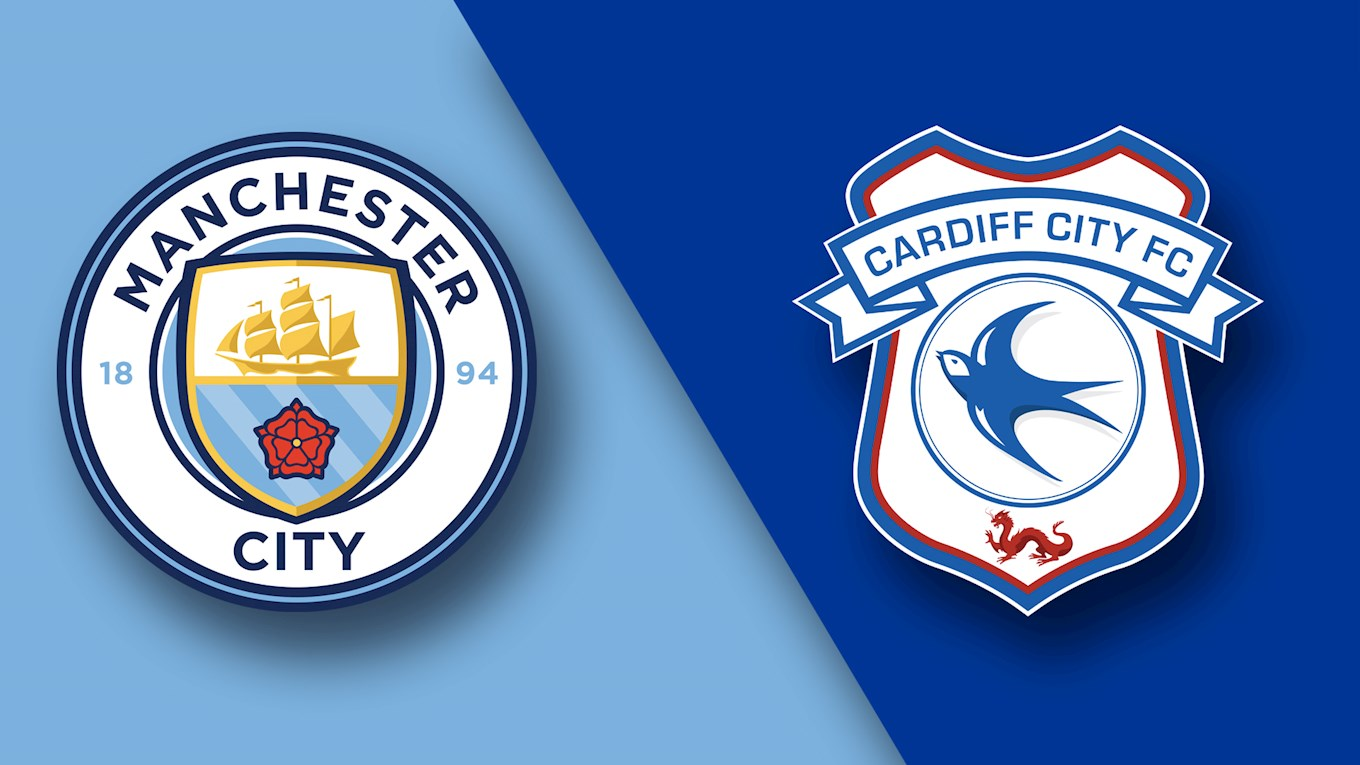 MANCHESTER
18 94
CITY
CARDIFF CITY FC